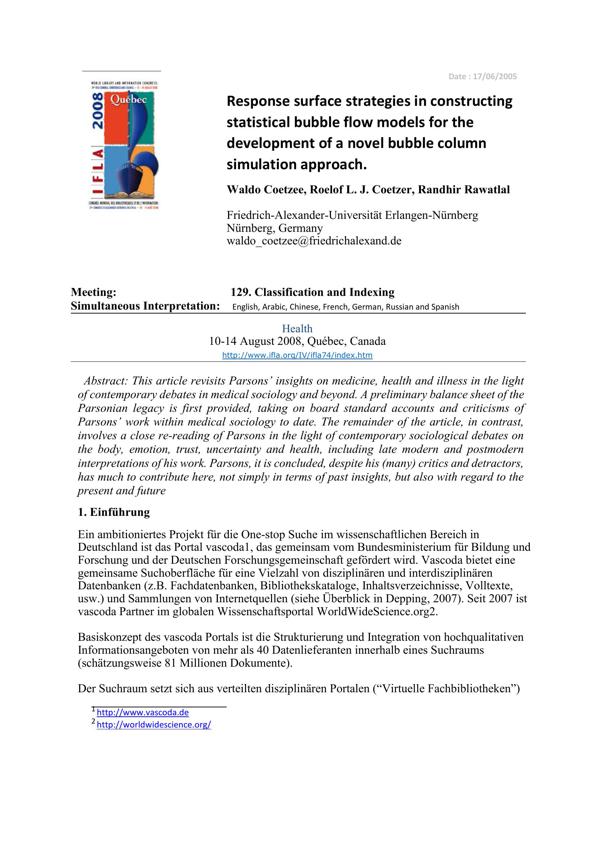 Date : 17/06/2005
WORLD LIBRARY AND INFORMATION CONGRESS:
Québec
IFLA 2008
Response surface strategies in constructing
statistical bubble flow models for the
development of a novel bubble column
simulation approach.
Waldo Coetzee, Roelof L. J. Coetzer, Randhir Rawatlal
Friedrich-Alexander-Universität Erlangen-Nürnberg
Nürnberg, Germany
waldo_coetzee@friedrichalexand.de
Meeting: 129. Classification and Indexing
Simultaneous Interpretation: English, Arabic, Chinese, French, German, Russian and Spanish
Health
10-14 August 2008, Québec, Canada
http://www.ifla.org/IV/ifla74/index.htm
Abstract: This article revisits Parsons’ insights on medicine, health and illness in the light
of contemporary debates in medical sociology and beyond. A preliminary balance sheet of the
Parsonian legacy is first provided, taking on board standard accounts and criticisms of
Parsons’ work within medical sociology to date. The remainder of the article, in contrast,
involves a close re-reading of Parsons in the light of contemporary sociological debates on
the body, emotion, trust, uncertainty and health, including late modern and postmodern
interpretations of his work. Parsons, it is concluded, despite his (many) critics and detractors,
has much to contribute here, not simply in terms of past insights, but also with regard to the
present and future
1. Einführung
Ein ambitioniertes Projekt für die One-stop Suche im wissenschaftlichen Bereich in
Deutschland ist das Portal vascoda1, das gemeinsam vom Bundesministerium für Bildung und
Forschung und der Deutschen Forschungsgemeinschaft gefördert wird. Vascoda bietet eine
gemeinsame Suchoberfläche für eine Vielzahl von disziplinären und interdisziplinären
Datenbanken (z.B. Fachdatenbanken, Bibliothekskataloge, Inhaltsverzeichnisse, Volltexte,
usw.) und Sammlungen von Internetquellen (siehe Überblick in Depping, 2007). Seit 2007 ist
vascoda Partner im globalen Wissenschaftsportal WorldWideScience.org2.
Basiskonzept des vascoda Portals ist die Strukturierung und Integration von hochqualitativen
Informationsangeboten von mehr als 40 Datenlieferanten innerhalb eines Suchraums
(schätzungsweise 81 Millionen Dokumente).
Der Suchraum setzt sich aus verteilten disziplinären Portalen (“Virtuelle Fachbibliotheken”)
1 http://www.vascoda.de
2 http://worldwidescience.org/